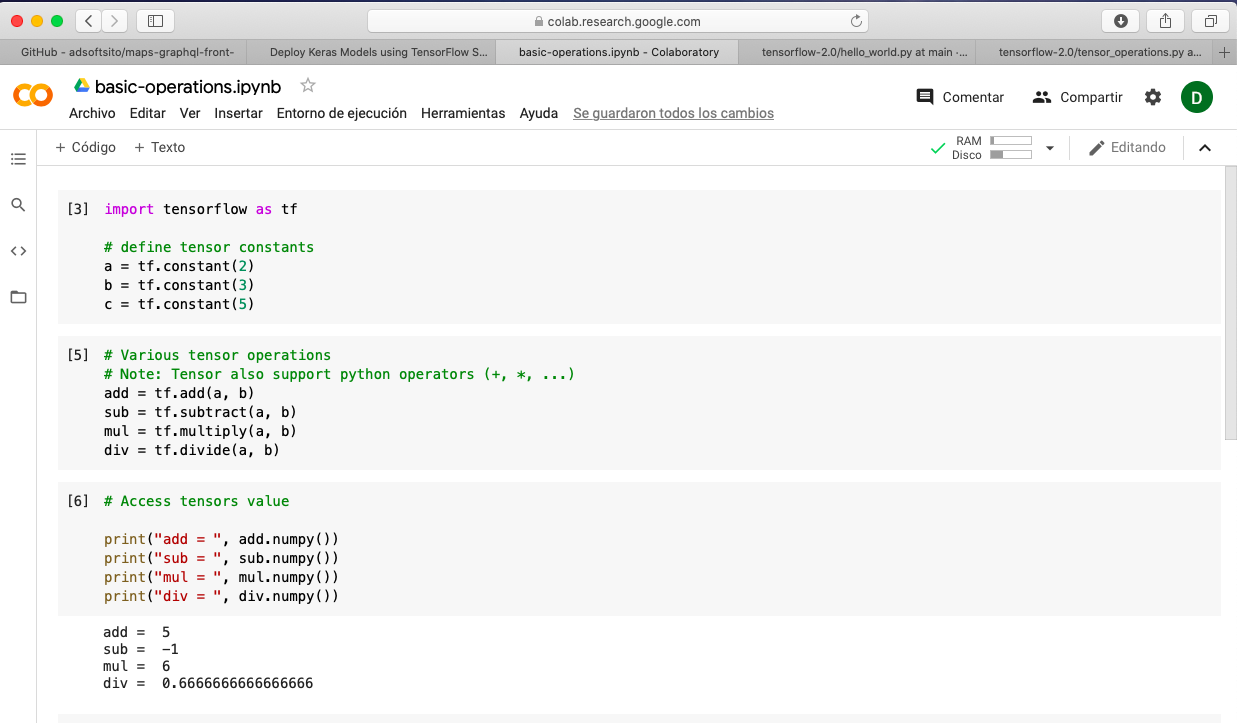 colab.research.google.com
GitHub - adsoftsito/maps-graphql-front-
Deploy Keras Models using TensorFlow S...
basic-operations.ipynb - Colaboratory
tensorflow-2.0/hello_world.py at main ·...
tensorflow-2.0/tensor_operations.py a...
basic-operations.ipynb
Archivo Editar Ver Insertar Entorno de ejecución Herramientas Ayuda Se guardaron todos los cambios
Comentar
Compartir
D
+ Código + Texto
RAM
Disco
Editando
[3] import tensorflow as tf
# define tensor constants
a = tf.constant(2)
b = tf.constant(3)
c = tf.constant(5)
[5] # Various tensor operations
# Note: Tensor also support python operators (+, *, ...)
add = tf.add(a, b)
sub = tf.subtract(a, b)
mul = tf.multiply(a, b)
div = tf.divide(a, b)
[6] # Access tensors value
print("add = ", add.numpy())
print("sub = ", sub.numpy())
print("mul = ", mul.numpy())
print("div = ", div.numpy())
add =  5
sub =  -1
mul =  6
div =  0.6666666666666666